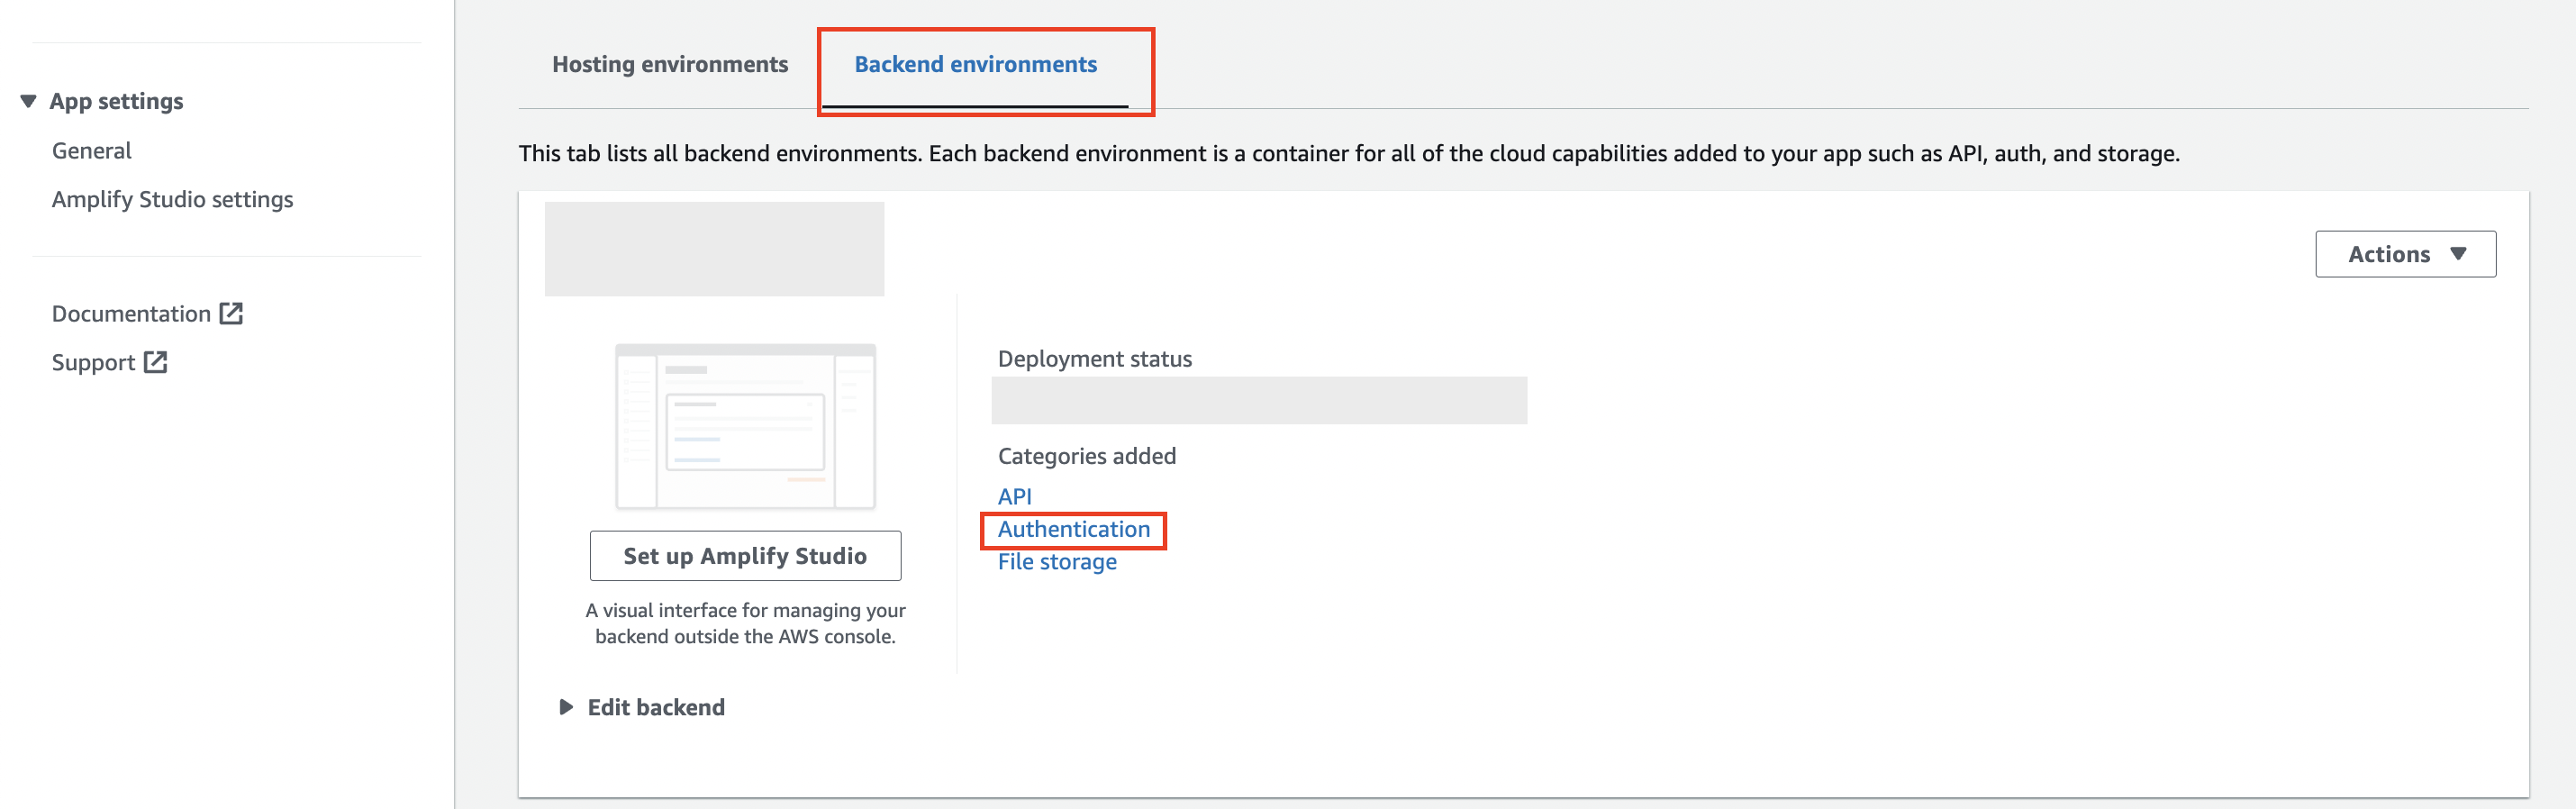 App settings
General
Amplify Studio settings
Documentation
Support
Hosting environments
Backend environments
This tab lists all backend environments. Each backend environment is a container for all of the cloud capabilities added to your app such as API, auth, and storage.
Actions
Set up Amplify Studio
A visual interface for managing your
backend outside the AWS console.
Deployment status
Categories added
API
Authentication
File storage
Edit backend